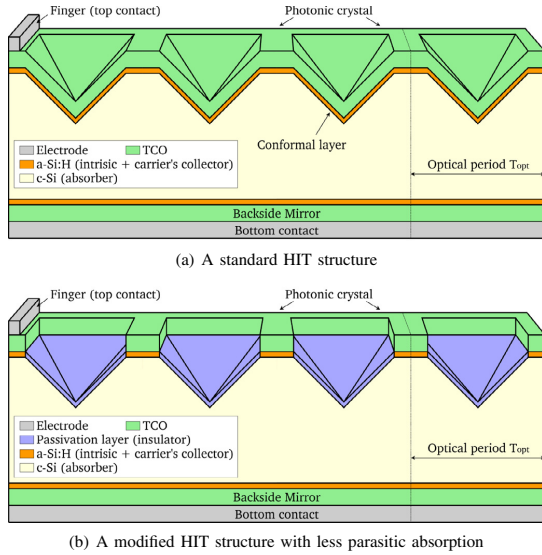 Finger (top contact)
Photonic crystal
Conformal layer
Electrode
TCO
a-Si:H (intrisic + carrier's collector)
c-Si (absorber)
Optical period Topt
Backside Mirror
Bottom contact
(a) A standard HIT structure
Finger (top contact)
Photonic crystal
Electrode
TCO
Passivation layer (insulator)
a-Si:H (intrisic + carrier's collector)
c-Si (absorber)
Optical period Topt
Backside Mirror
Bottom contact
(b) A modified HIT structure with less parasitic absorption